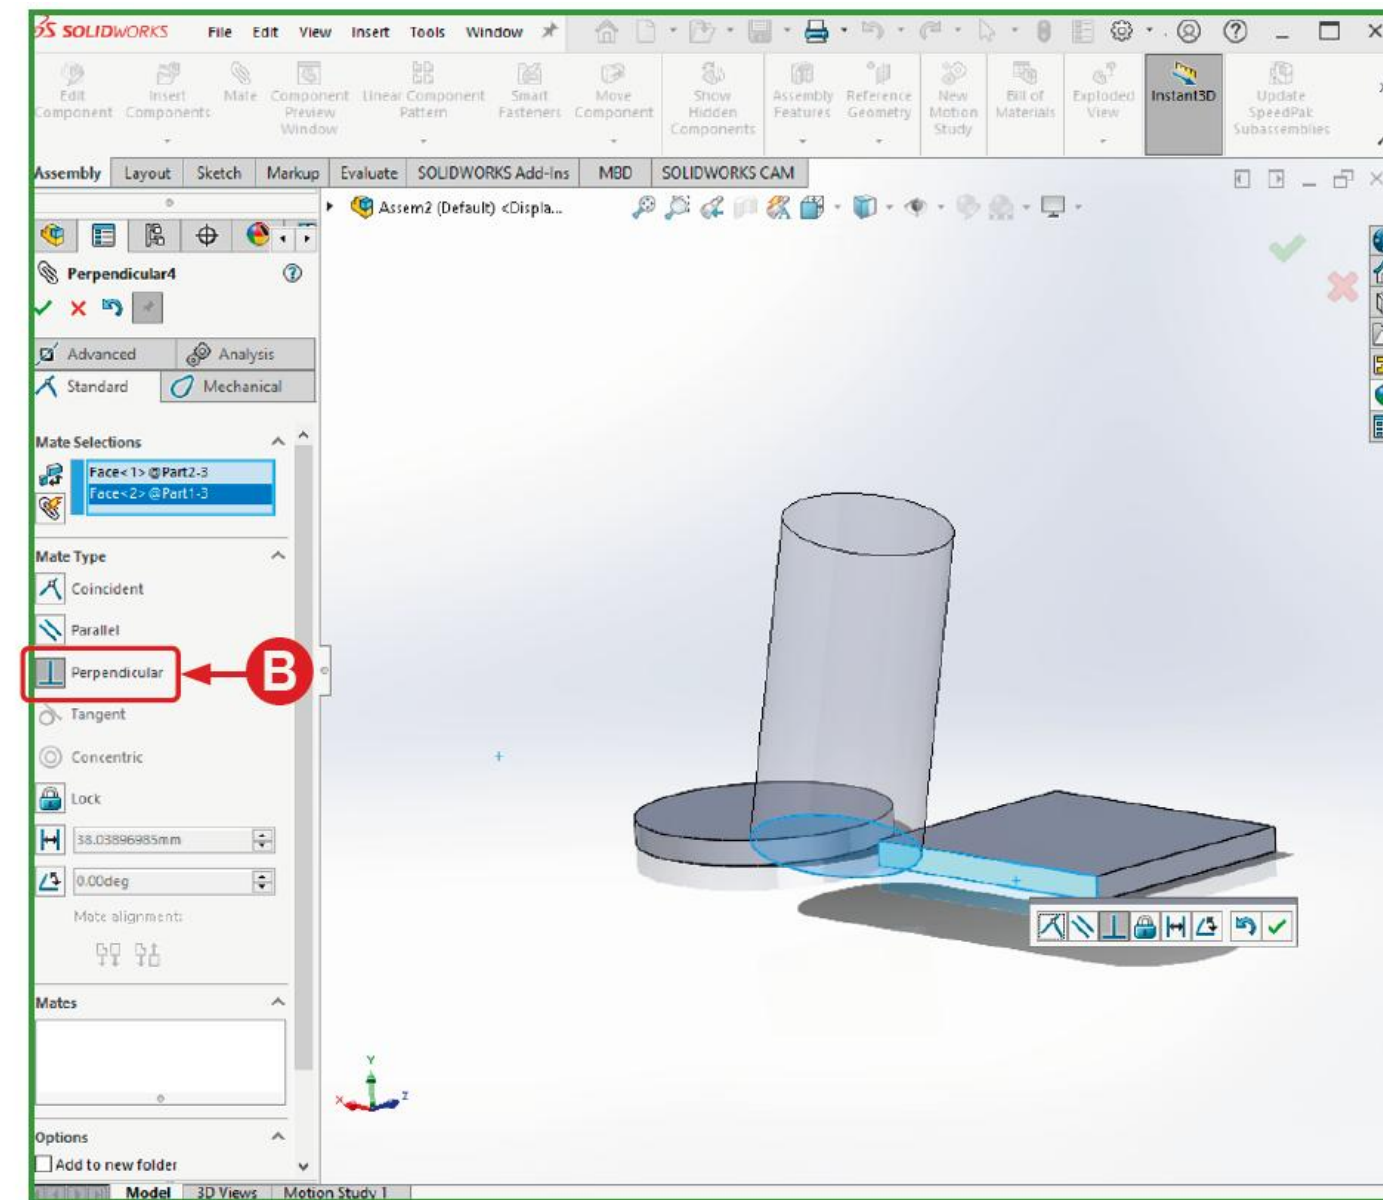 SOLIDWORKS File Edit View Insert Tools Window
Edit Component
Insert Components
Mate
Component Preview Window
Linear Component Pattern
Smart Fasteners
Move Component
Show Hidden Components
Assembly Features
Reference Geometry
New Motion Study
Bill of Materials
Exploded View
Instant3D
Update SpeedPak Subassemblies
Assembly Layout Sketch Markup Evaluate SOLIDWORKS Add-Ins MBD SOLIDWORKS CAM
Assem2 (Default) <Displa...
Perpendicular4
Advanced Analysis
Standard Mechanical
Mate Selections
Face<1>@Part2-3
Face<2>@Part1-3
Mate Type
Coincident
Parallel
Perpendicular
B
Tangent
Concentric
Lock
38.03896985mm
0.00deg
Mate alignment:
Mates
Y
X
Z
Options
Add to new folder
Model 3D Views Motion Study 1